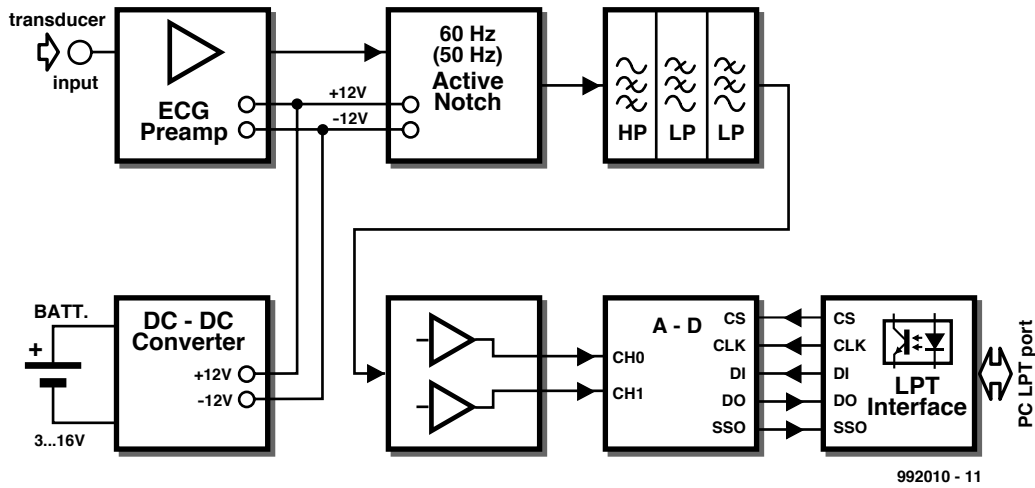 transducer
input
ECG
Preamp
+12V
–12V
60 Hz
(50 Hz)
Active
Notch
HP
LP
LP
BATT.
+
3...16V
DC - DC
Converter
+12V
–12V
CH0
CH1
A - D
CS
CLK
DI
DO
SSO
CS
CLK
DI
DO
SSO
LPT
Interface
PC LPT port
992010 - 11